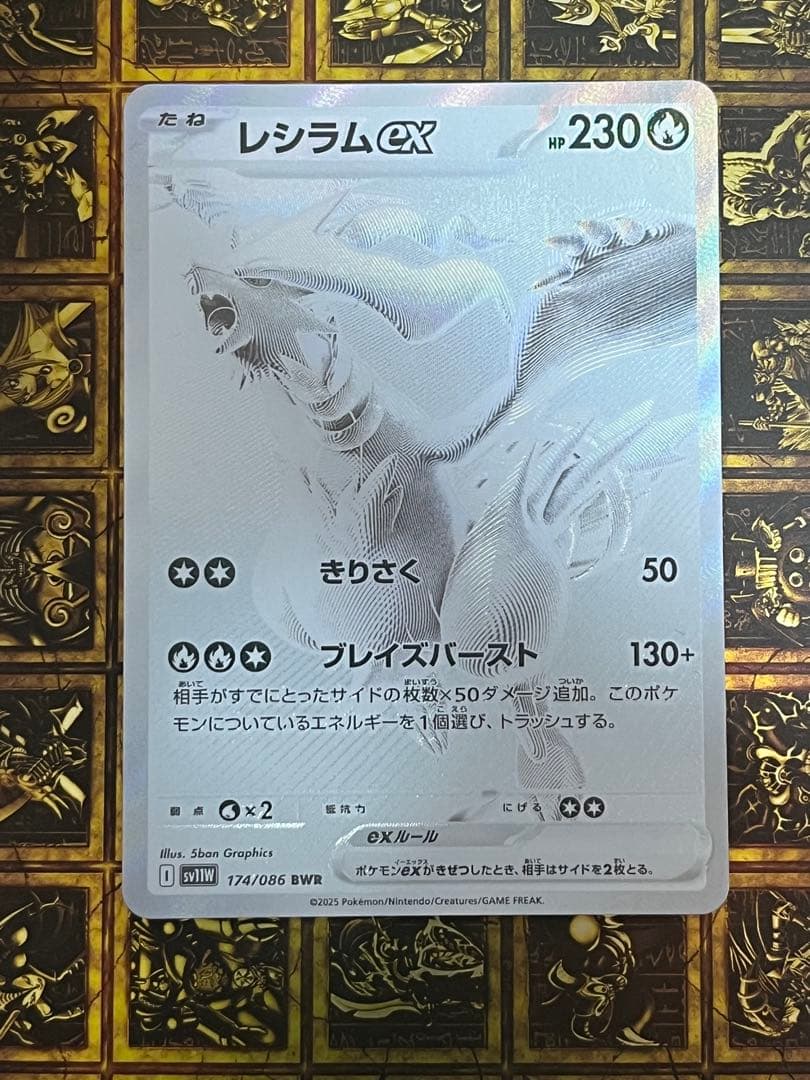 たね レシラムex HP230
きりさく 50
ブレイズバースト 130+
相手がすでにとったサイドの枚数×50ダメージ追加。このポケ
モンについているエネルギーを1個選び、トラッシュする。
弱点 ×2 抵抗力 にげる
exルール
ポケモンexがきぜつしたとき、相手はサイドを2枚とる。
Illus. 5ban Graphics
I sv11W 174/086 BWR
©2025 Pokémon/Nintendo/Creatures/GAME FREAK.